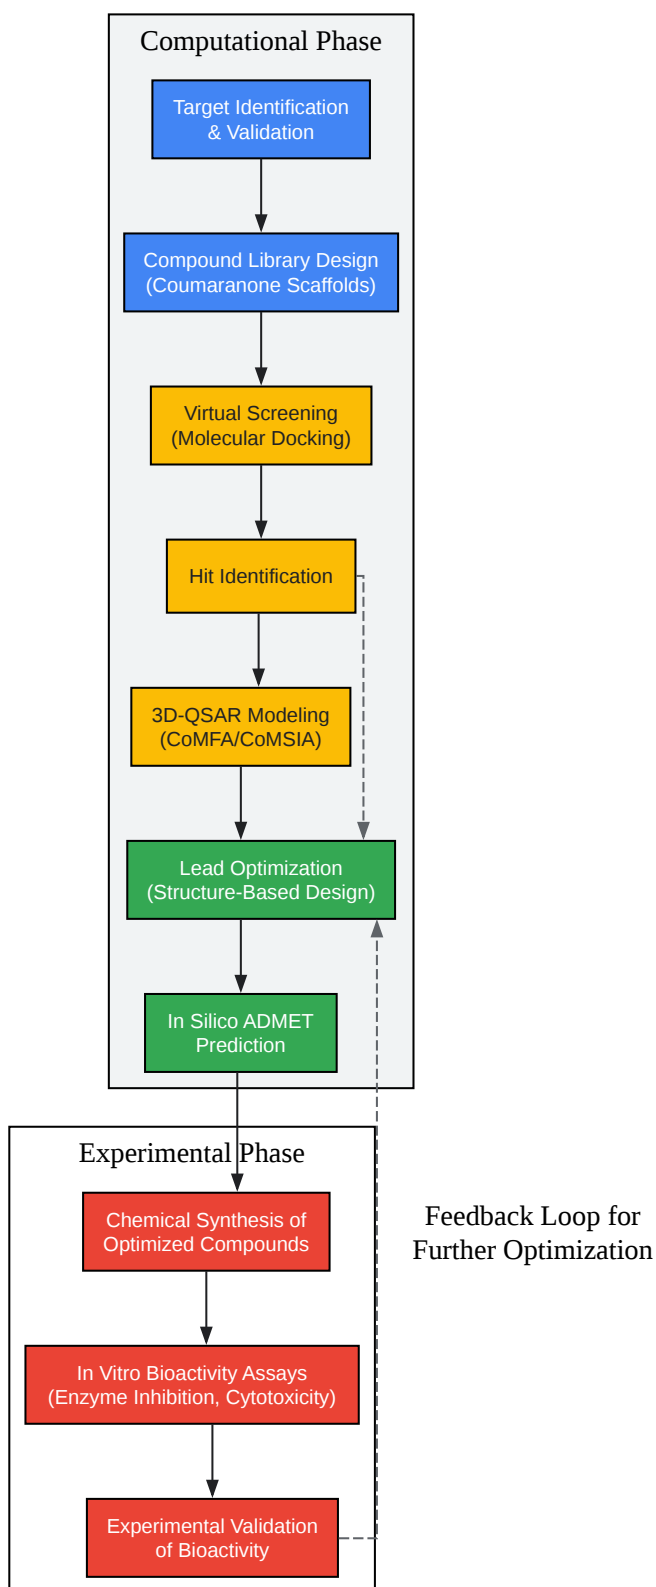 Computational Phase
Target Identification
& Validation
Compound Library Design
(Coumaranone Scaffolds)
Virtual Screening
(Molecular Docking)
Hit Identification
3D-QSAR Modeling
(CoMFA/CoMSIA)
Lead Optimization
(Structure-Based Design)
In Silico ADMET
Prediction
Experimental Phase
Chemical Synthesis of
Optimized Compounds
Feedback Loop for
Further Optimization
In Vitro Bioactivity Assays
(Enzyme Inhibition, Cytotoxicity)
Experimental Validation
of Bioactivity